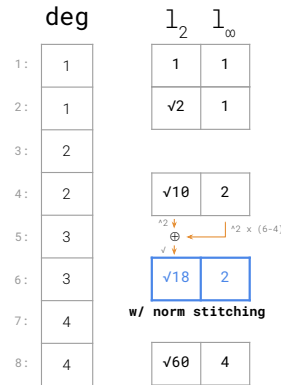 deg l₂ l∞
1: 1 1 1
2: 1 √2 1
3: 2
4: 2 √10 2
^2 ^2 x (6-4)
5: 3 ⊕
√
6: 3 √18 2
w/ norm stitching
7: 4
8: 4 √60 4